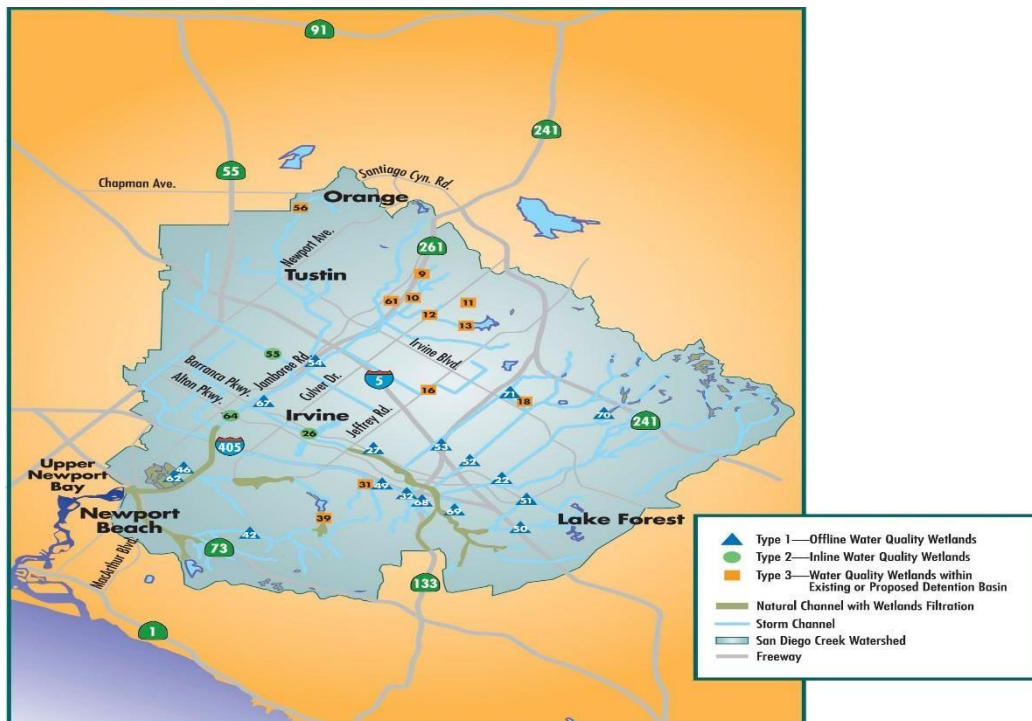 91
241
55
Chapman Ave.
Santiago Cyn. Rd.
Orange
56
Newport Ave.
261
Tustin
9
61
10
11
12
13
Irvine Blvd.
55
54
Jamboree Rd.
Barranca Pkwy.
Culver Dr.
5
Alton Pkwy.
16
71
18
67
70
64
Irvine
Jeffrey Rd.
241
26
405
27
53
52
Upper
Newport
Bay
46
62
31
49
22
32
68
51
Newport
Beach
39
69
Lake Forest
42
50
73
MacArthur Blvd.
133
1
Type 1—Offline Water Quality Wetlands
Type 2—Inline Water Quality Wetlands
Type 3—Water Quality Wetlands within
Existing or Proposed Detention Basin
Natural Channel with Wetlands Filtration
Storm Channel
San Diego Creek Watershed
Freeway